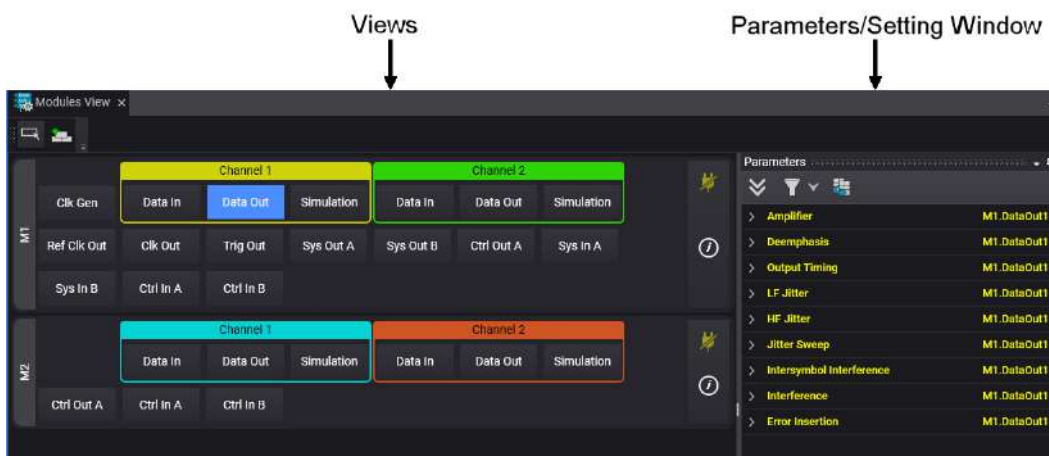 Views Parameters/Setting Window
Modules View ×
Parameters
Channel 1 Channel 2
M1
Clk Gen Data In Data Out Simulation Data In Data Out Simulation
Ref Clk Out Clk Out Trig Out Sys Out A Sys Out B Ctrl Out A Sys In A
Sys In B Ctrl In A Ctrl In B
Channel 1 Channel 2
M2
Data In Data Out Simulation Data In Data Out Simulation
Ctrl Out A Ctrl In A Ctrl In B
Amplifier M1.DataOut1
Deemphasis M1.DataOut1
Output Timing M1.DataOut1
LF Jitter M1.DataOut1
HF Jitter M1.DataOut1
Jitter Sweep M1.DataOut1
Intersymbol Interference M1.DataOut1
Interference M1.DataOut1
Error Insertion M1.DataOut1